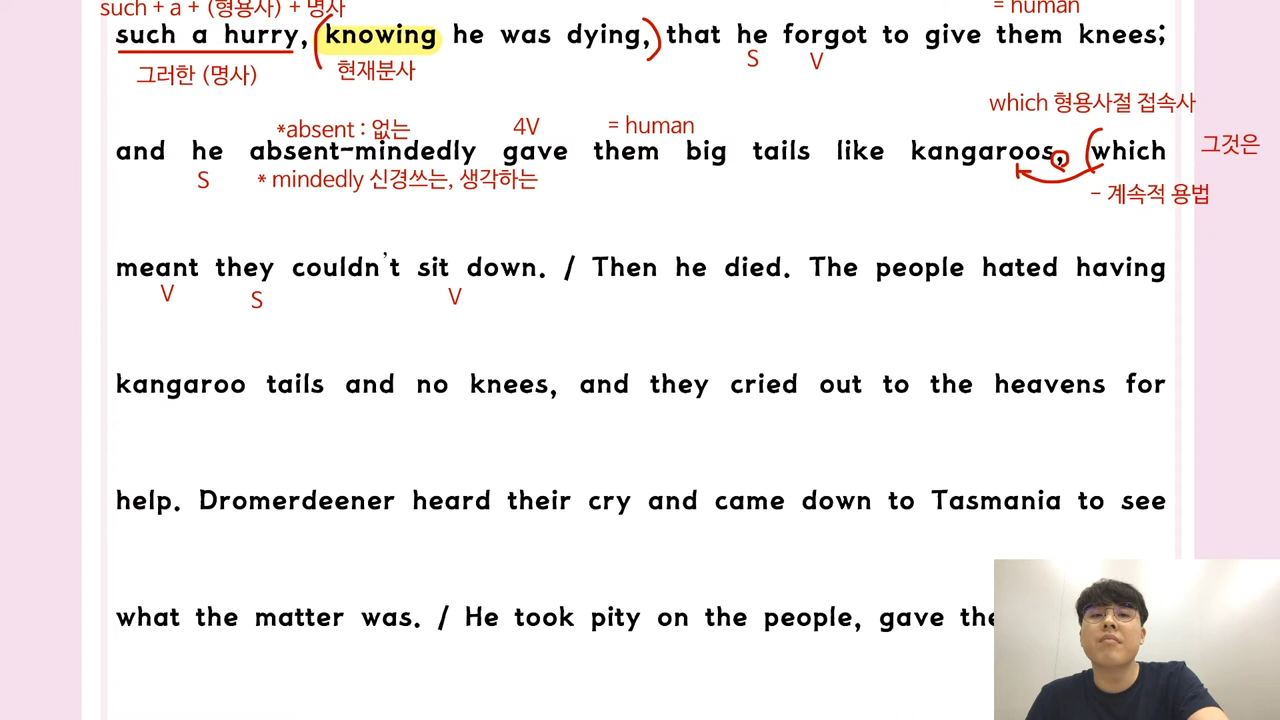 such + a + (형용사) + 명사
= human
such a hurry, (knowing he was dying,) that he forgot to give them knees;
그러한 (명사)
현재분사
S
V
which 형용사절 접속사
*absent : 없는
4V
= human
and he absent-mindedly gave them big tails like kangaroos, (which
그것은
S
* mindedly 신경쓰는, 생각하는
- 계속적 용법
meant they couldn't sit down. / Then he died. The people hated having
V
S
V
kangaroo tails and no knees, and they cried out to the heavens for
help. Dromerdeener heard their cry and came down to Tasmania to see
what the matter was. / He took pity on the people, gave